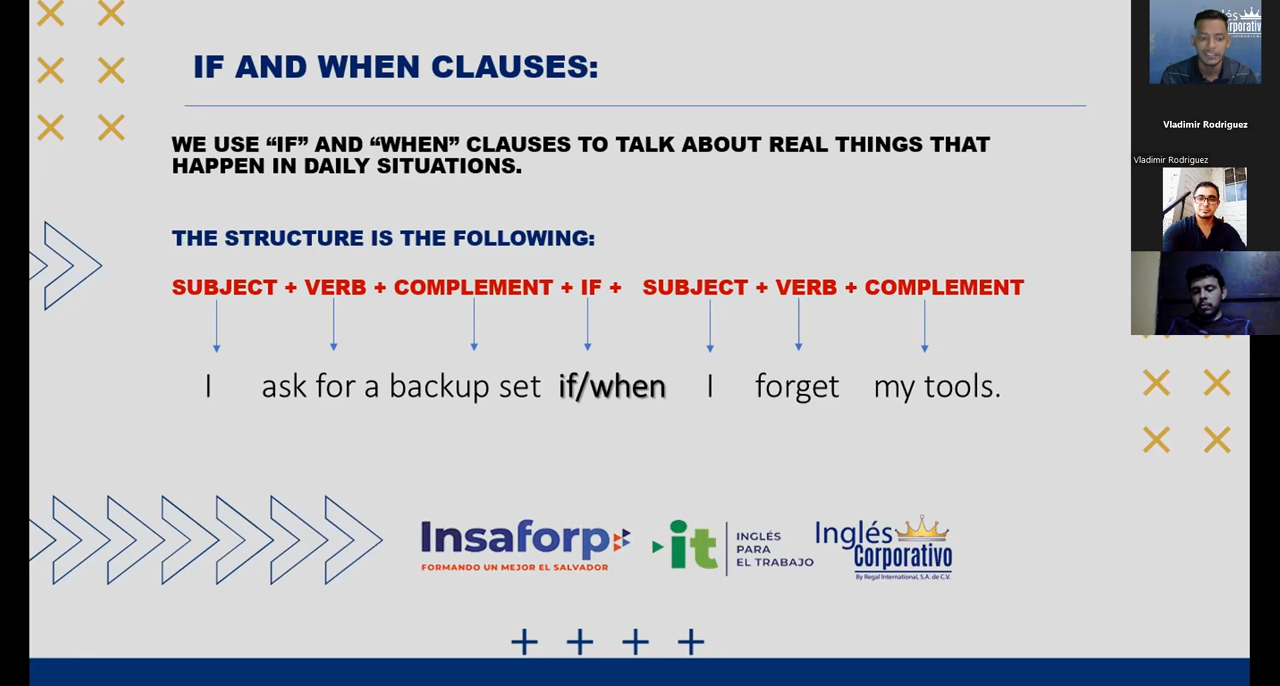 IF AND WHEN CLAUSES:
WE USE “IF” AND “WHEN” CLAUSES TO TALK ABOUT REAL THINGS THAT
HAPPEN IN DAILY SITUATIONS.
THE STRUCTURE IS THE FOLLOWING:
SUBJECT + VERB + COMPLEMENT + IF + SUBJECT + VERB + COMPLEMENT
I ask for a backup set if/when I forget my tools.
Insaforp
FORMANDO UN MEJOR EL SALVADOR
it
INGLÉS
PARA
EL TRABAJO
Inglés
Corporativo
By Regal International, S.A. de C.V.
Vladimir Rodriguez
Vladimir Rodriguez